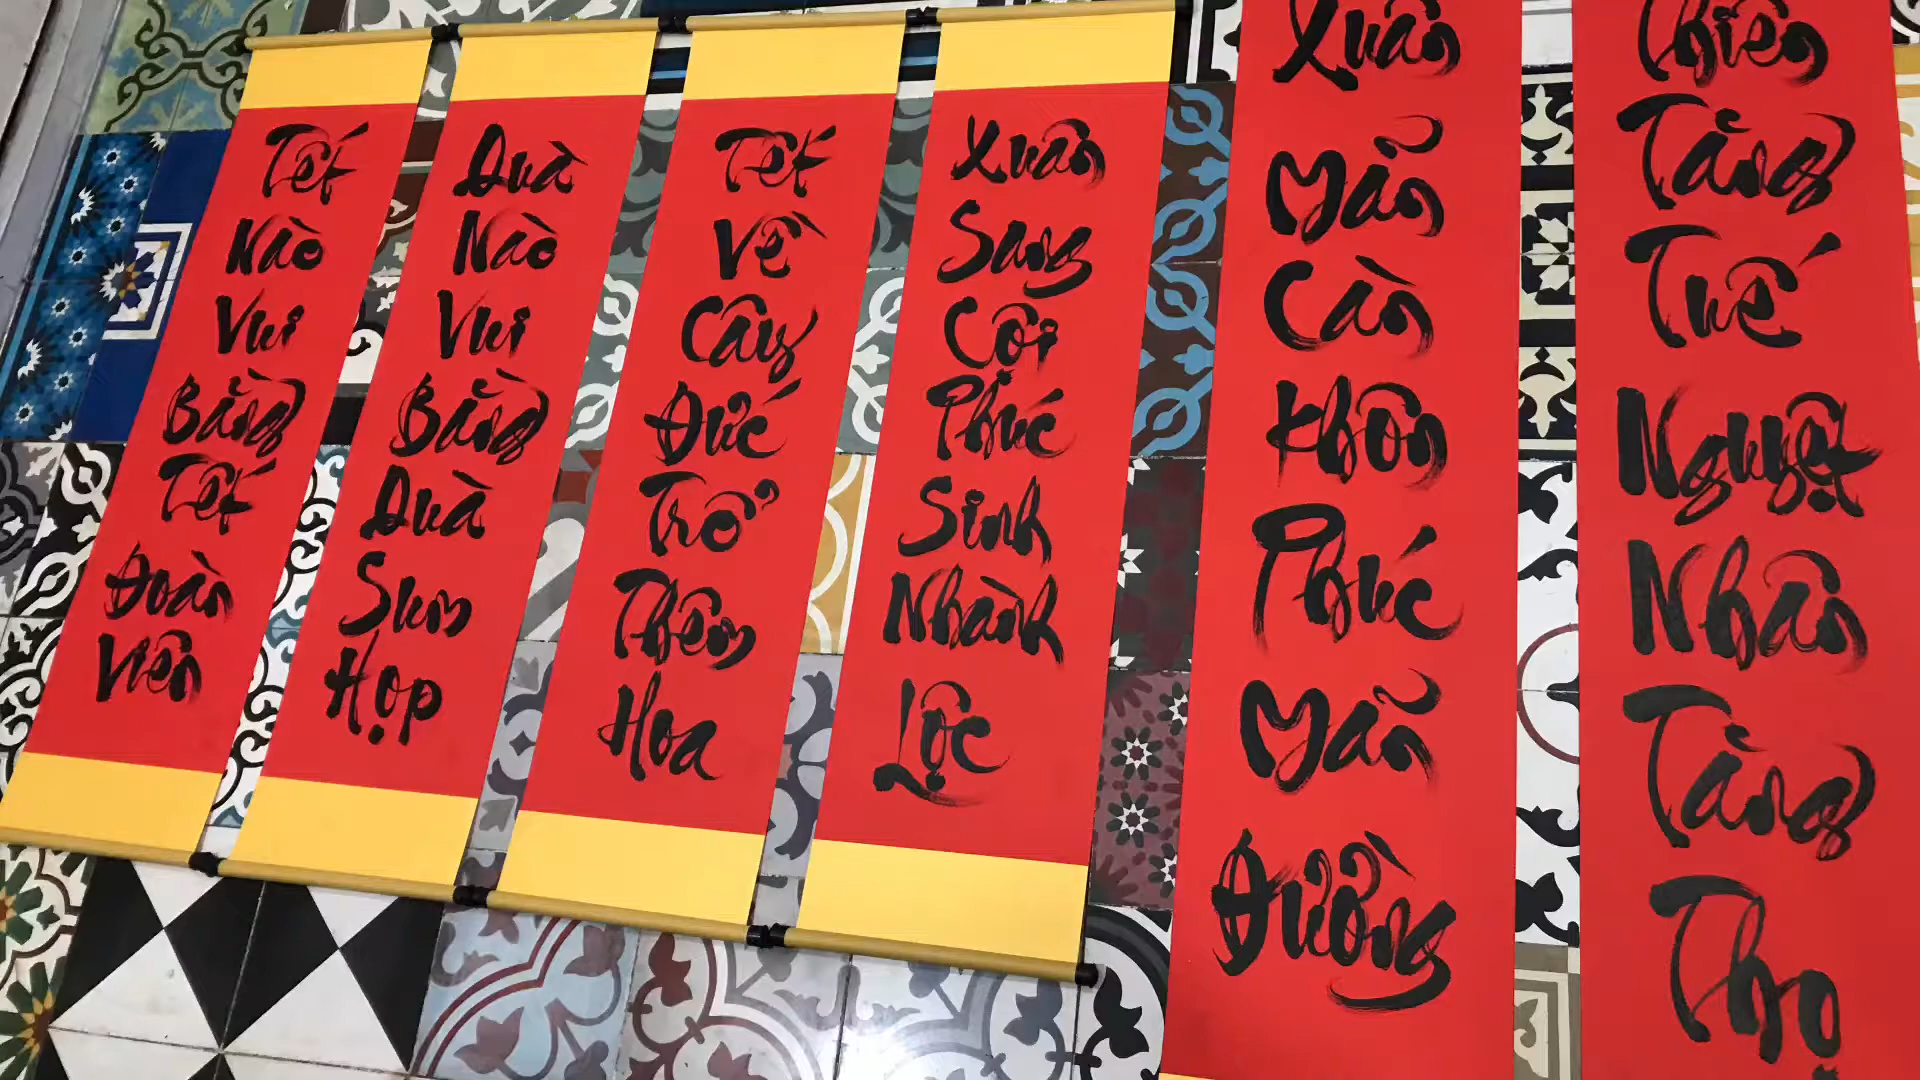 Tết
Nào
Vui
Bằng
Tết
Đoàn
Viên
Quà
Nào
Vui
Bằng
Quà
Sum
Họp
Tết
Về
Cây
Đức
Trổ
Thêm
Hoa
Xuân
Sang
Cội
Phúc
Sinh
Nhành
Lộc
Xuân
Mãn
Càn
Khôn
Phúc
Mãn
Đường
Thiên
Tăng
Tuế
Nguyệt
Nhân
Tăng
Thọ